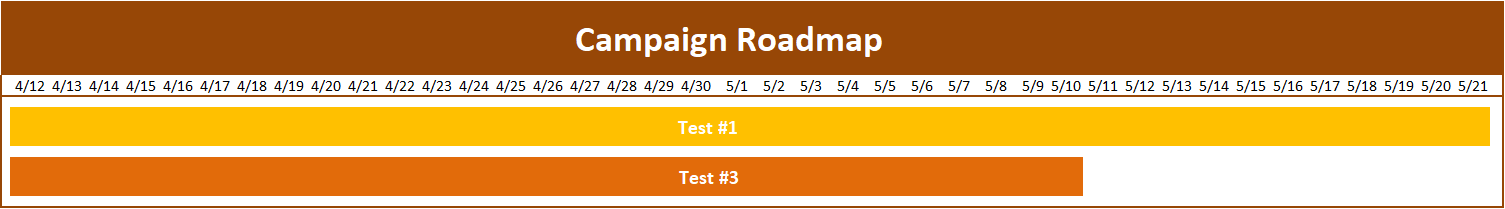 Campaign Roadmap
4/12 4/13 4/14 4/15 4/16 4/17 4/18 4/19 4/20 4/21 4/22 4/23 4/24 4/25 4/26 4/27 4/28 4/29 4/30 5/1 5/2 5/3 5/4 5/5 5/6 5/7 5/8 5/9 5/10 5/11 5/12 5/13 5/14 5/15 5/16 5/17 5/18 5/19 5/20 5/21
Test #1
Test #3